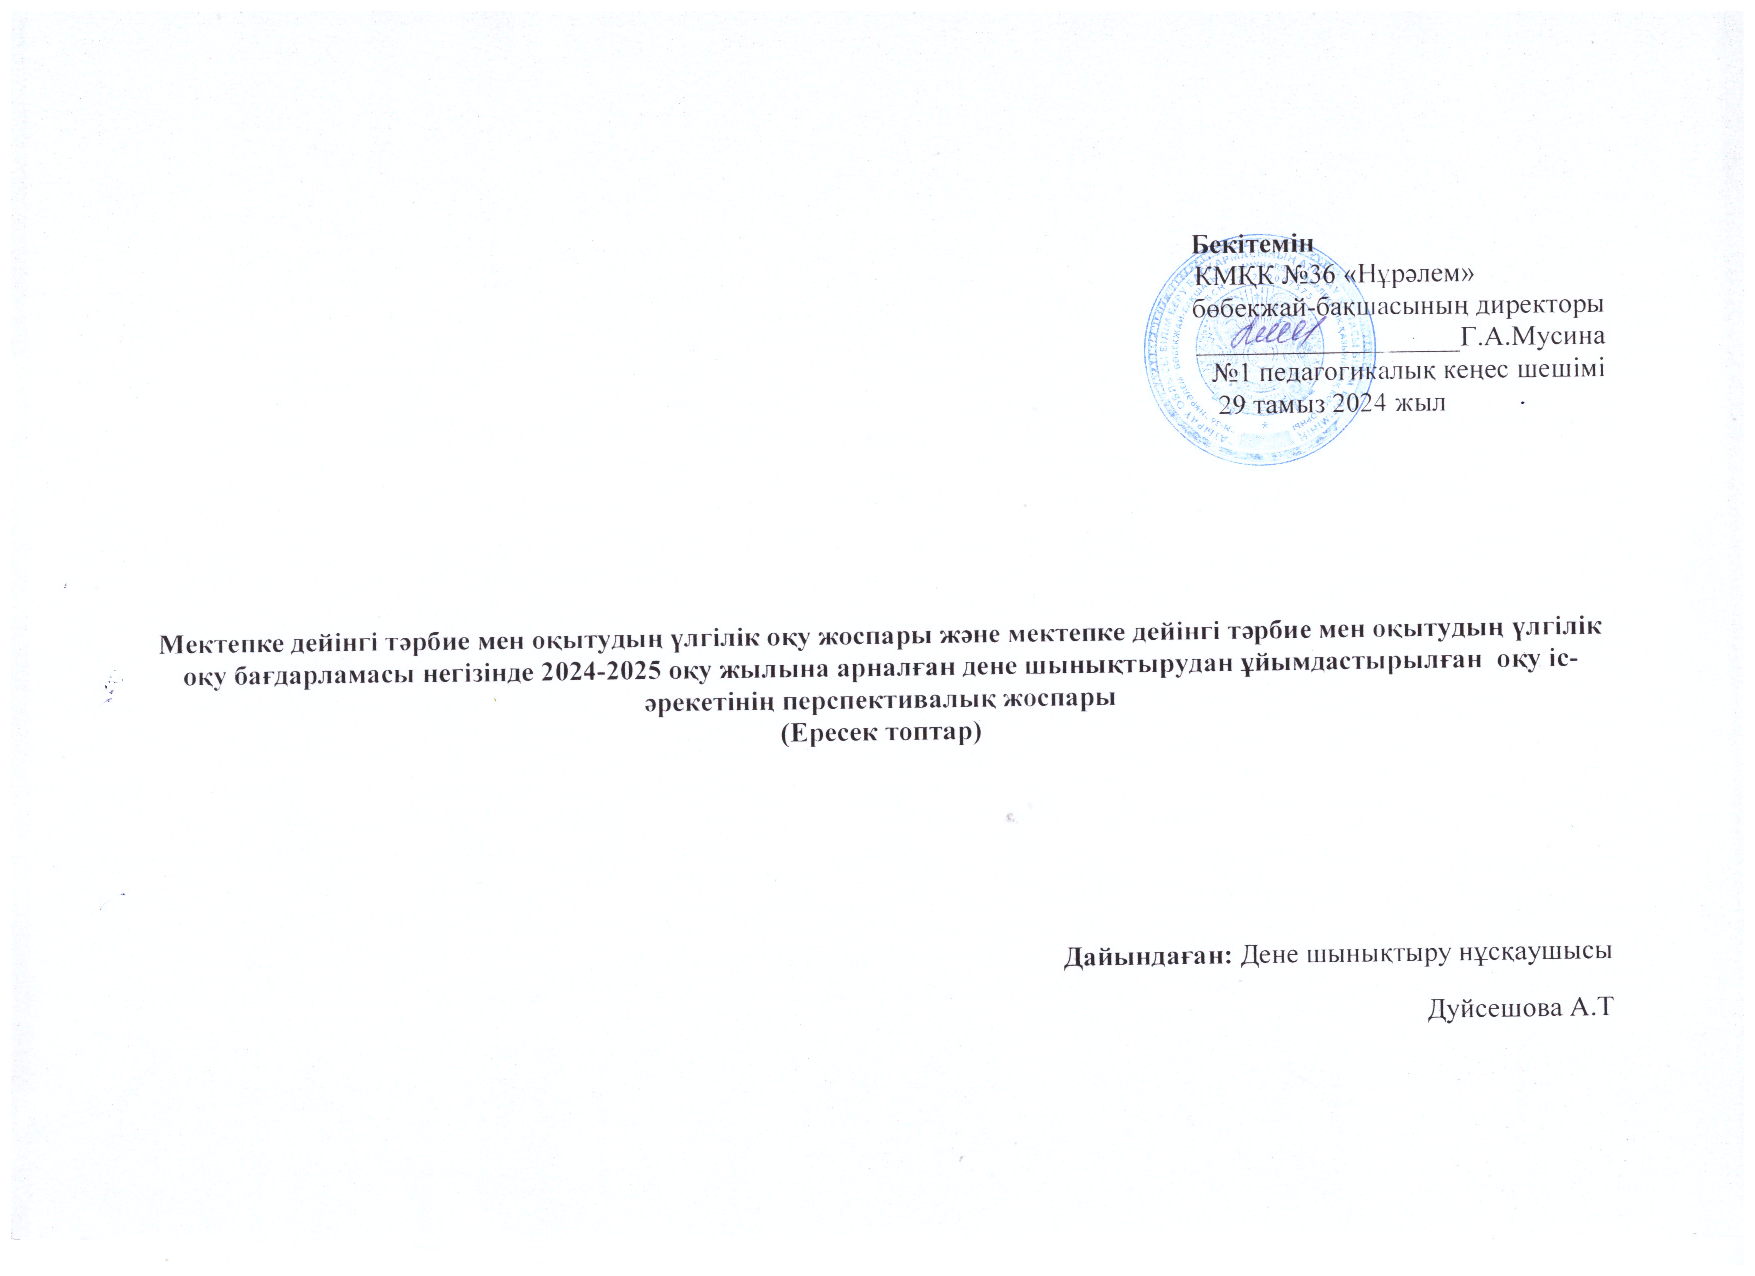 Бекітемін
КМҚК №36 «Нұрәлем»
бөбекжай-бақшасының директоры
____________________Г.А.Мусина
№1 педагогикалық кеңес шешімі
29 тамыз 2024 жыл
Мектепке дейінгі тәрбие мен оқытудың үлгілік оқу жоспары және мектепке дейінгі тәрбие мен оқытудың үлгілік
оқу бағдарламасы негізінде 2024-2025 оқу жылына арналған дене шынықтырудан ұйымдастырылған оқу іс-
әрекетінің перспективалық жоспары
(Ересек топтар)
Дайындаған: Дене шынықтыру нұсқаушысы
Дуйсешова А.Т